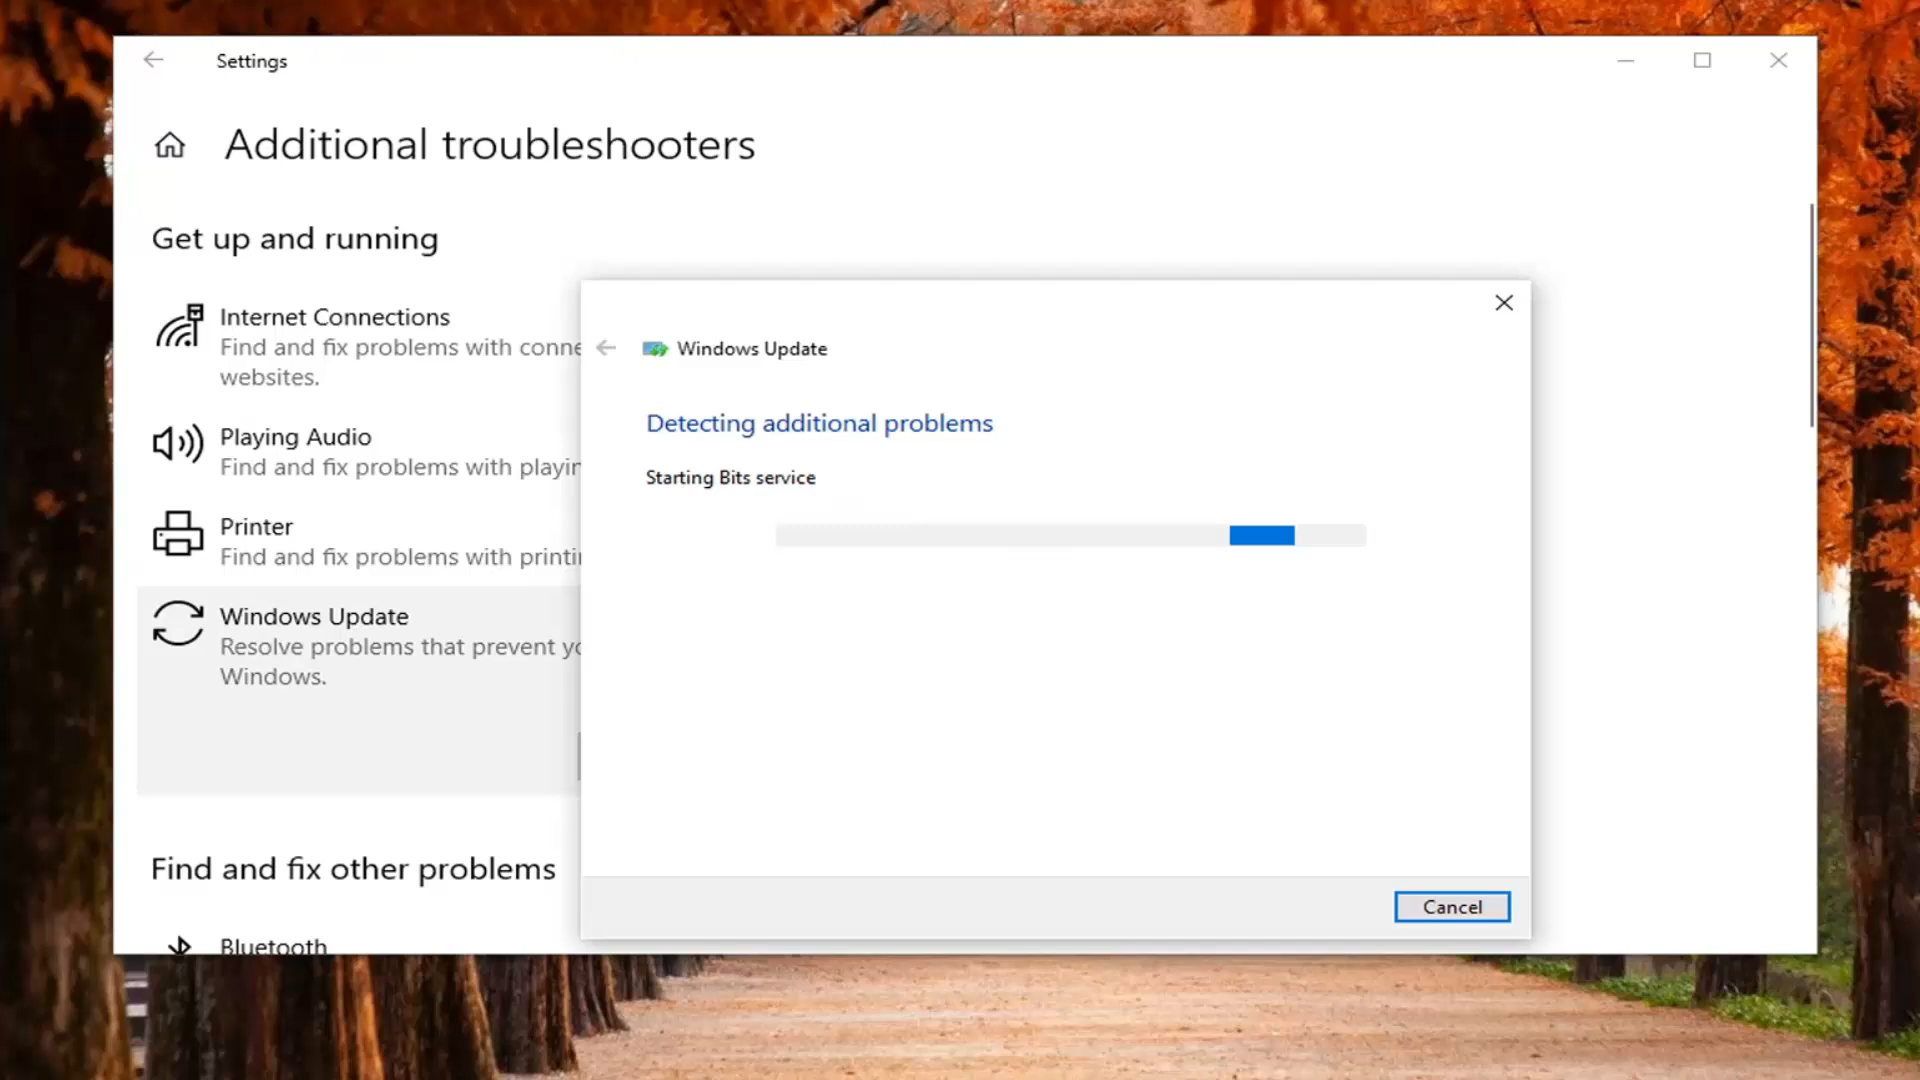 Settings
Additional troubleshooters
Get up and running
Internet Connections
Find and fix problems with conne
websites.
Playing Audio
Find and fix problems with playin
Printer
Find and fix problems with printi
Windows Update
Resolve problems that prevent yo
Windows.
Find and fix other problems
Bluetooth
Windows Update
Detecting additional problems
Starting Bits service
Cancel